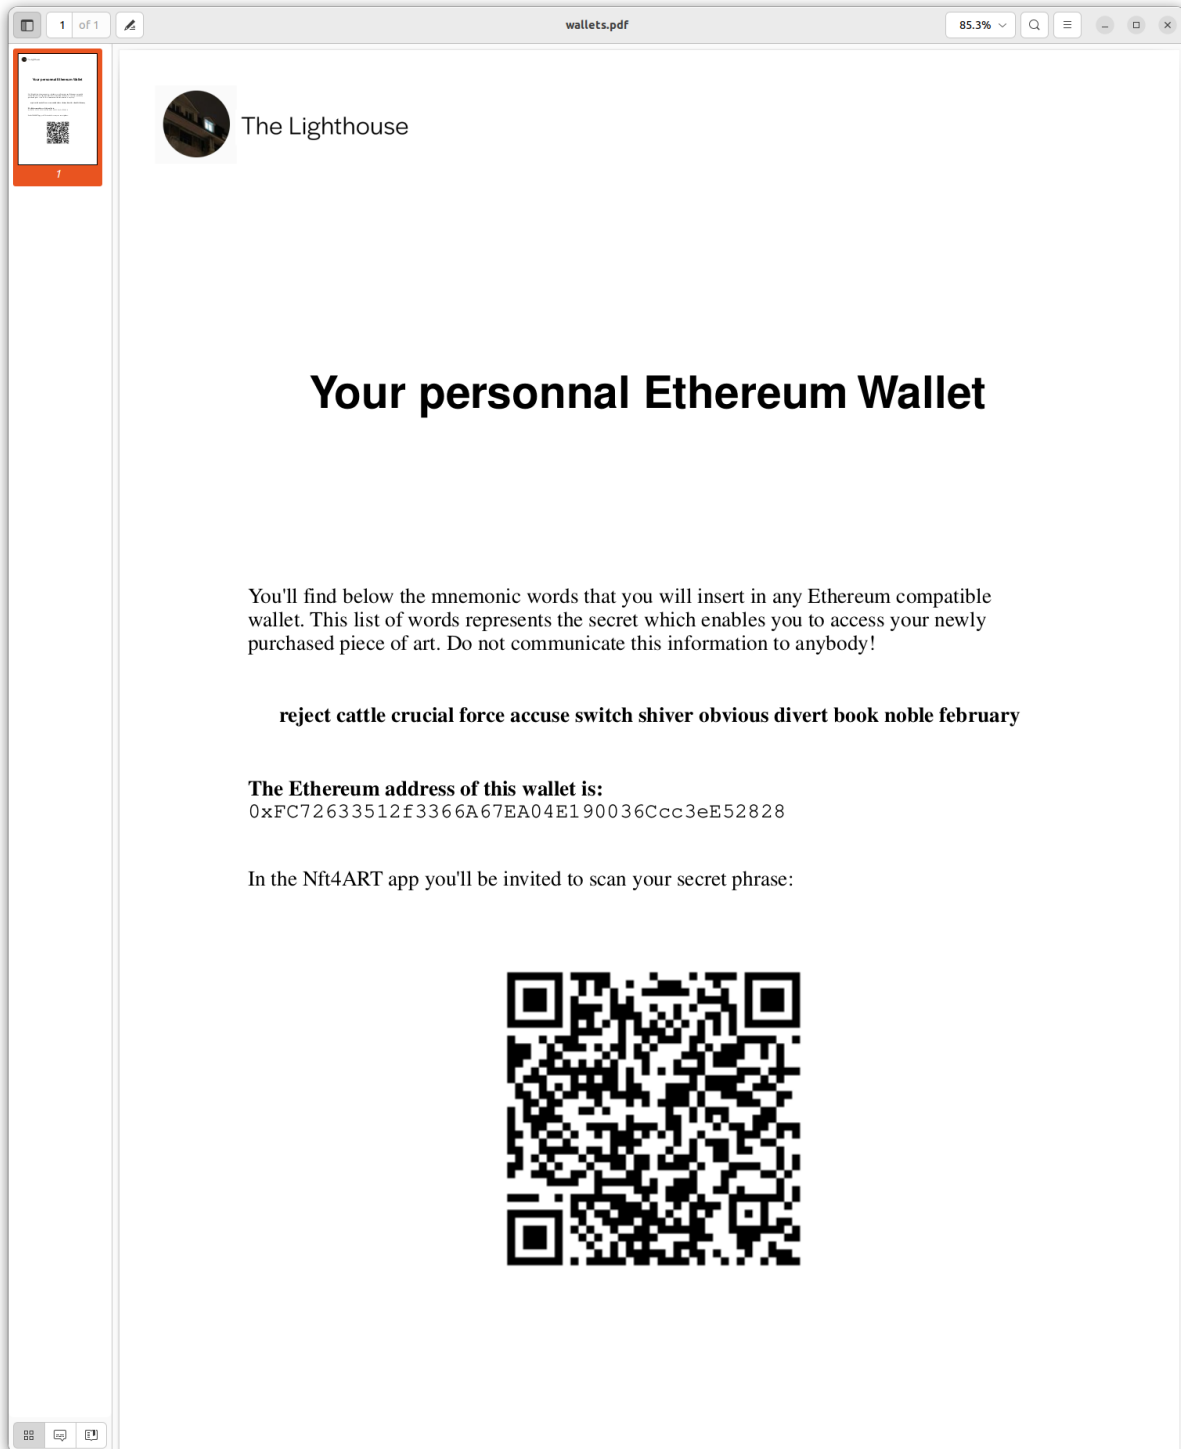 1 of 1
wallets.pdf
85.3%
1
The Lighthouse
Your personnal Ethereum Wallet
You'll find below the mnemonic words that you will insert in any Ethereum compatible
wallet. This list of words represents the secret which enables you to access your newly
purchased piece of art. Do not communicate this information to anybody!
reject cattle crucial force accuse switch shiver obvious divert book noble february
The Ethereum address of this wallet is:
0xFC72633512f3366A67EA04E190036Ccc3eE52828
In the Nft4ART app you'll be invited to scan your secret phrase: